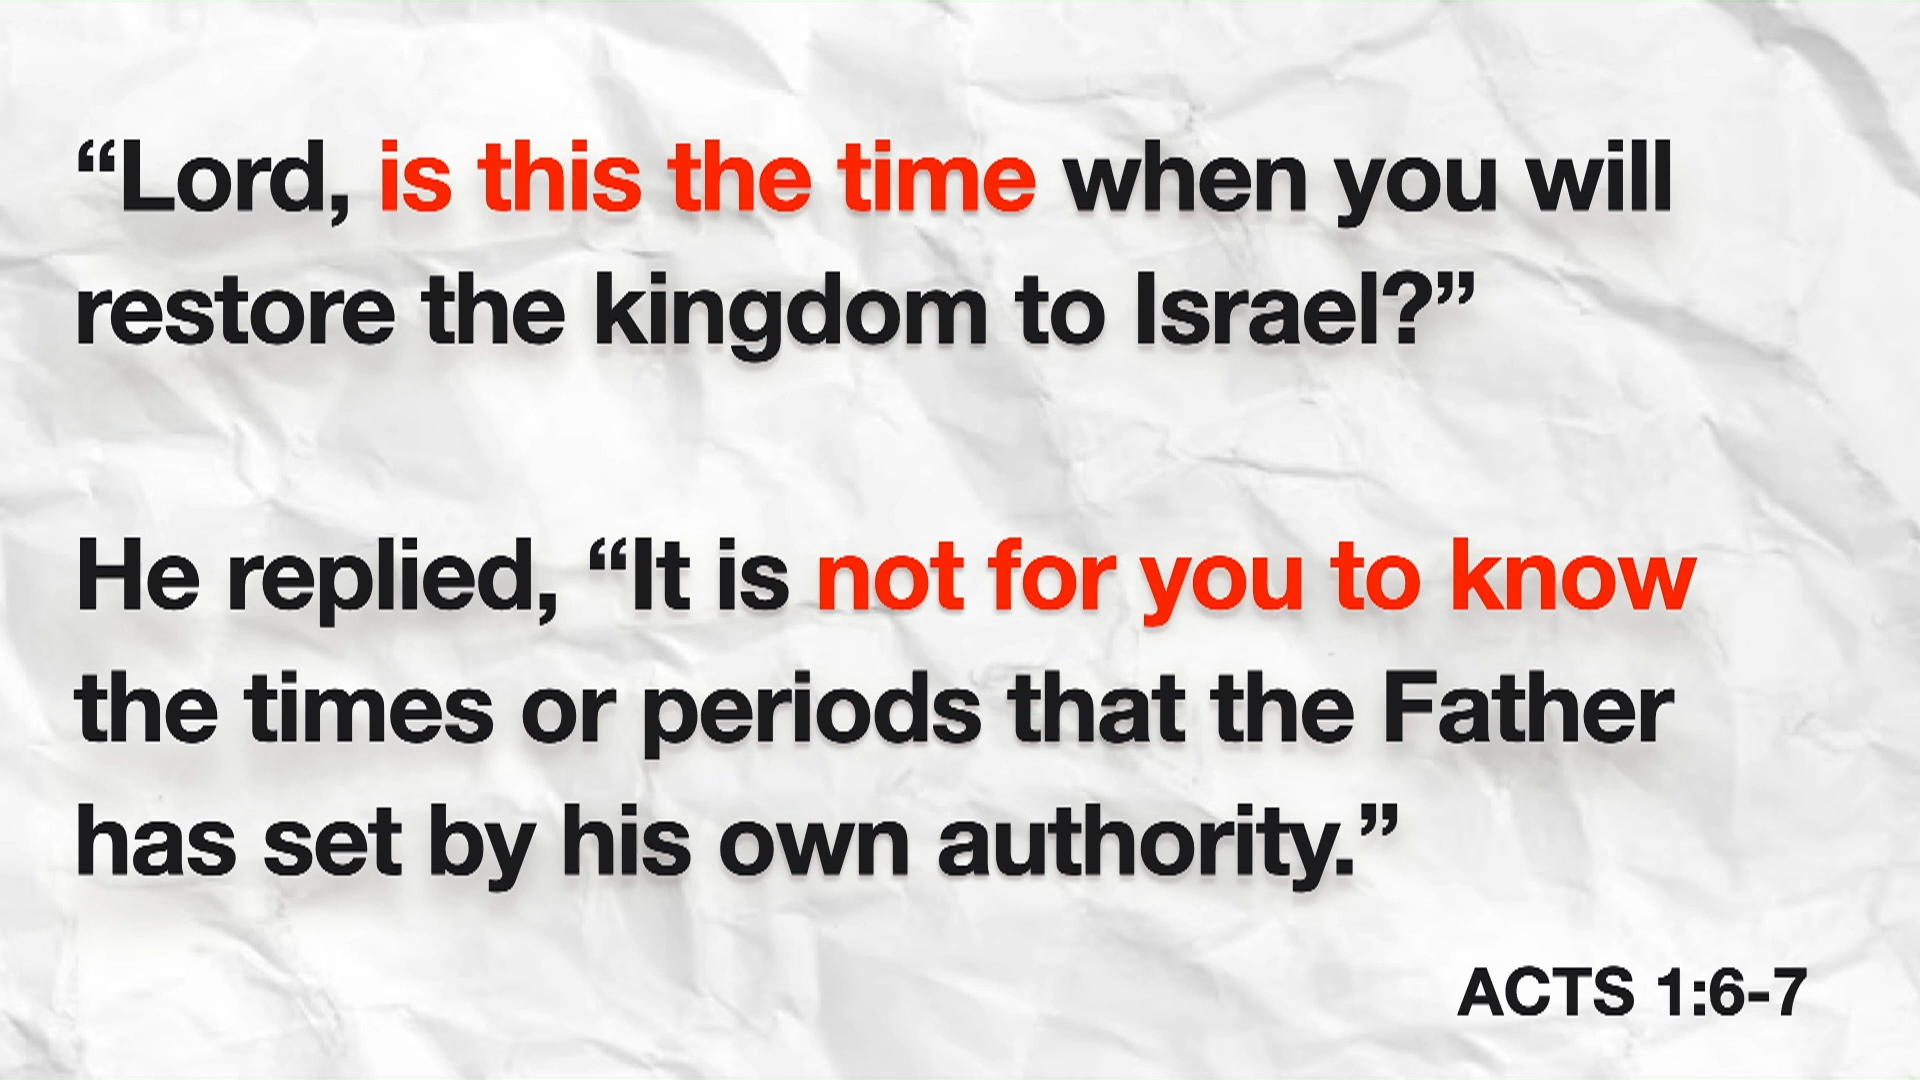 “Lord, is this the time when you will
restore the kingdom to Israel?”
He replied, “It is not for you to know
the times or periods that the Father
has set by his own authority.”
ACTS 1:6-7